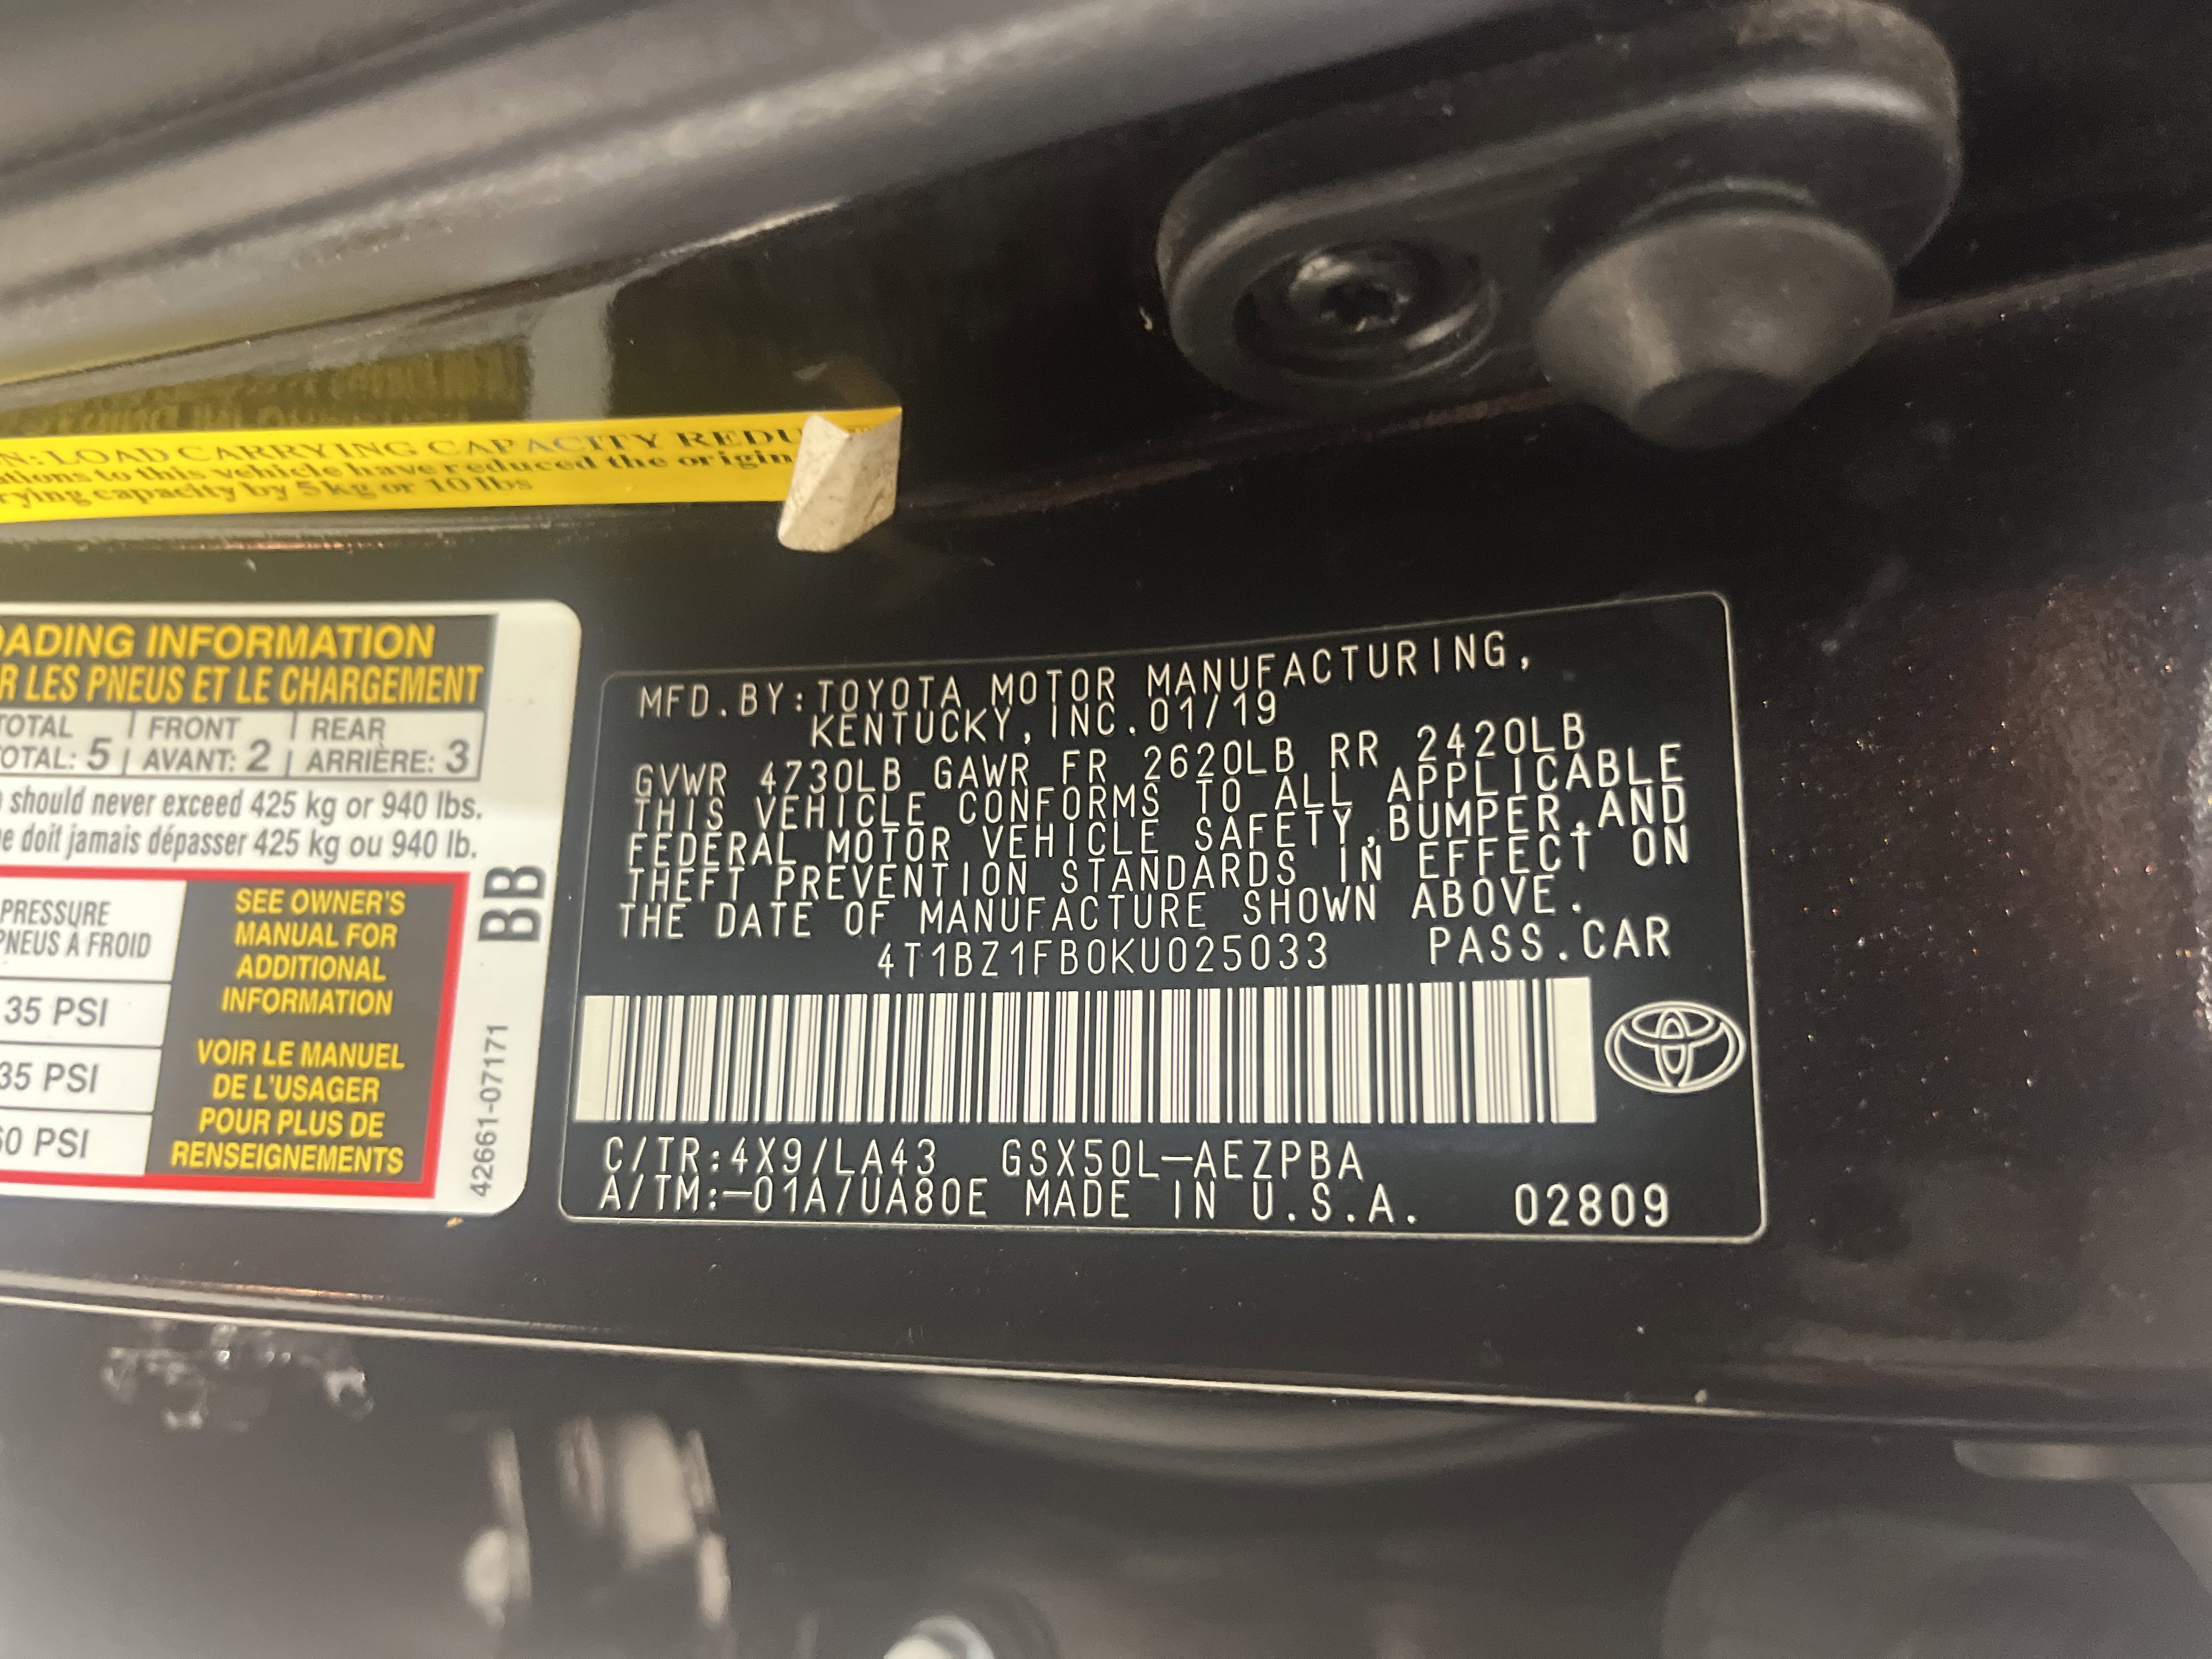 N: LOAD CARRYING CAPACITY REDU
ations to this vehicle have reduced the origin
rying capacity by 5kg or 10lbs
OADING INFORMATION
R LES PNEUS ET LE CHARGEMENT
TOTAL FRONT REAR
OTAL: 5 AVANT: 2 ARRIÈRE: 3
should never exceed 425 kg or 940 lbs.
e doit jamais dépasser 425 kg ou 940 lb.
PRESSURE
PNEUS À FROID
35 PSI
35 PSI
60 PSI
SEE OWNER'S
MANUAL FOR
ADDITIONAL
INFORMATION
VOIR LE MANUEL
DE L'USAGER
POUR PLUS DE
RENSEIGNEMENTS
BB
42661-07171
MFD.BY:TOYOTA MOTOR MANUFACTURING,
KENTUCKY,INC.01/19
GVWR 4730LB GAWR FR 2620LB RR 2420LB
THIS VEHICLE CONFORMS TO ALL APPLICABLE
FEDERAL MOTOR VEHICLE SAFETY,BUMPER,AND
THEFT PREVENTION STANDARDS IN EFFECT ON
THE DATE OF MANUFACTURE SHOWN ABOVE.
4T1BZ1FB0KU025033 PASS.CAR
C/TR:4X9/LA43 GSX50L-AEZPBA
A/TM:-01A/UA80E MADE IN U.S.A. 02809